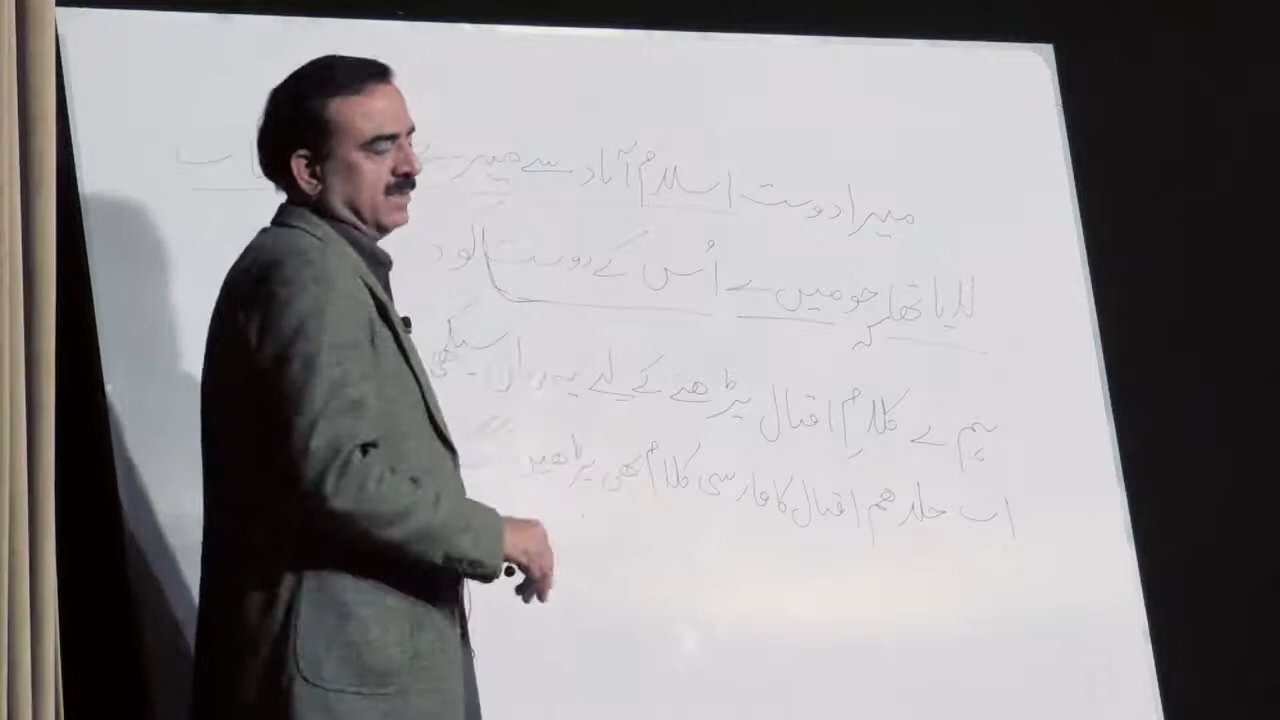 میرا دوست اسلام آباد سے میرے
لایا تھا جو میں نے اُس کے دوست کو د
کہ
ہم نے کلامِ اقبال پڑھنے کے لیے یہ سیکھی
اب جلد ہم اقبال کا فارسی کلام بھی پڑھیں